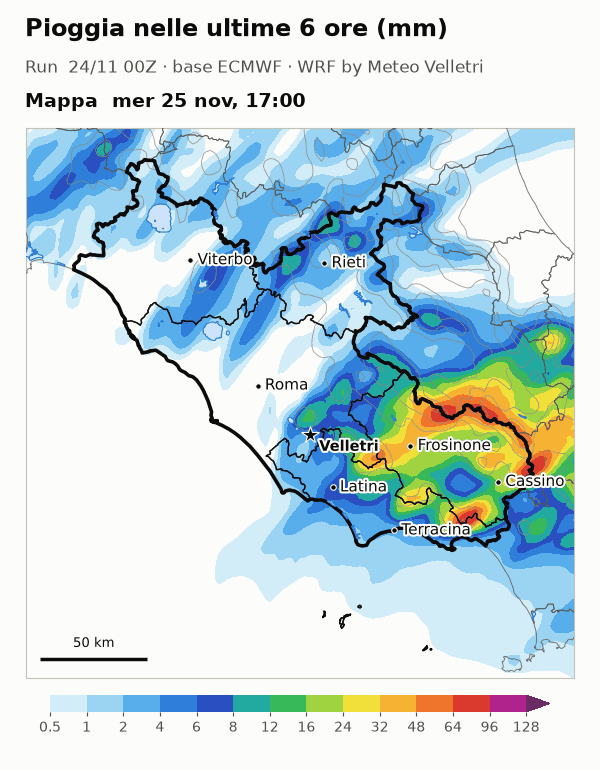 Pioggia nelle ultime 6 ore (mm)
Run  24/11 00Z · base ECMWF · WRF by Meteo Velletri
Mappa  mer 25 nov, 17:00
Viterbo
Rieti
Roma
Velletri
Frosinone
Latina
Cassino
Terracina
50 km
0.5 1 2 4 6 8 12 16 24 32 48 64 96 128